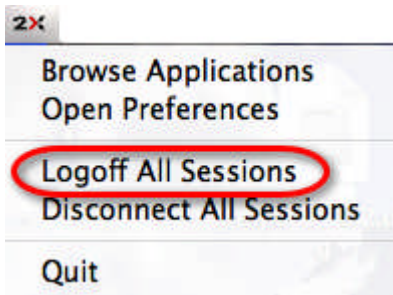 2X
Browse Applications
Open Preferences
Logoff All Sessions
Disconnect All Sessions
Quit